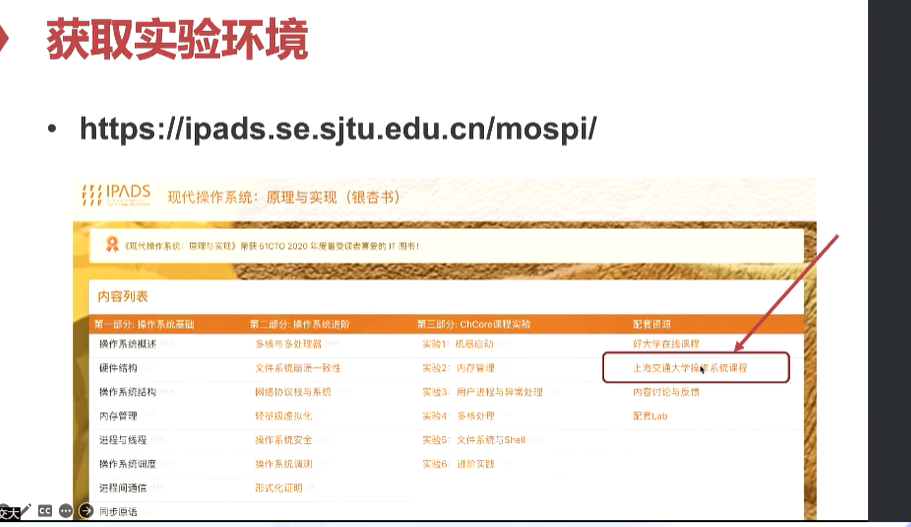 获取实验环境
• https://ipads.se.sjtu.edu.cn/mospi/
IPADS 现代操作系统：原理与实现（银杏书）
《现代操作系统：原理与实现》荣获 51CTO 2020 年度最受读者喜爱的 IT 图书！
内容列表
第一部分: 操作系统基础 第二部分: 操作系统进阶 第三部分: ChCore课程实验 配套资源
操作系统概述 多核与多处理器 实验1: 机器启动 好大学在线课程
硬件结构 文件系统崩溃一致性 实验2: 内存管理 上海交通大学操作系统课程
操作系统结构 网络协议栈与系统 实验3: 用户进程与异常处理 内容讨论与反馈
内存管理 轻量级虚拟化 实验4: 多核处理 配套Lab
进程与线程 操作系统安全 实验5: 文件系统与Shell
操作系统调度 操作系统调测 实验6: 进阶实践
进程间通信 形式化证明
同步原语
交大 CC